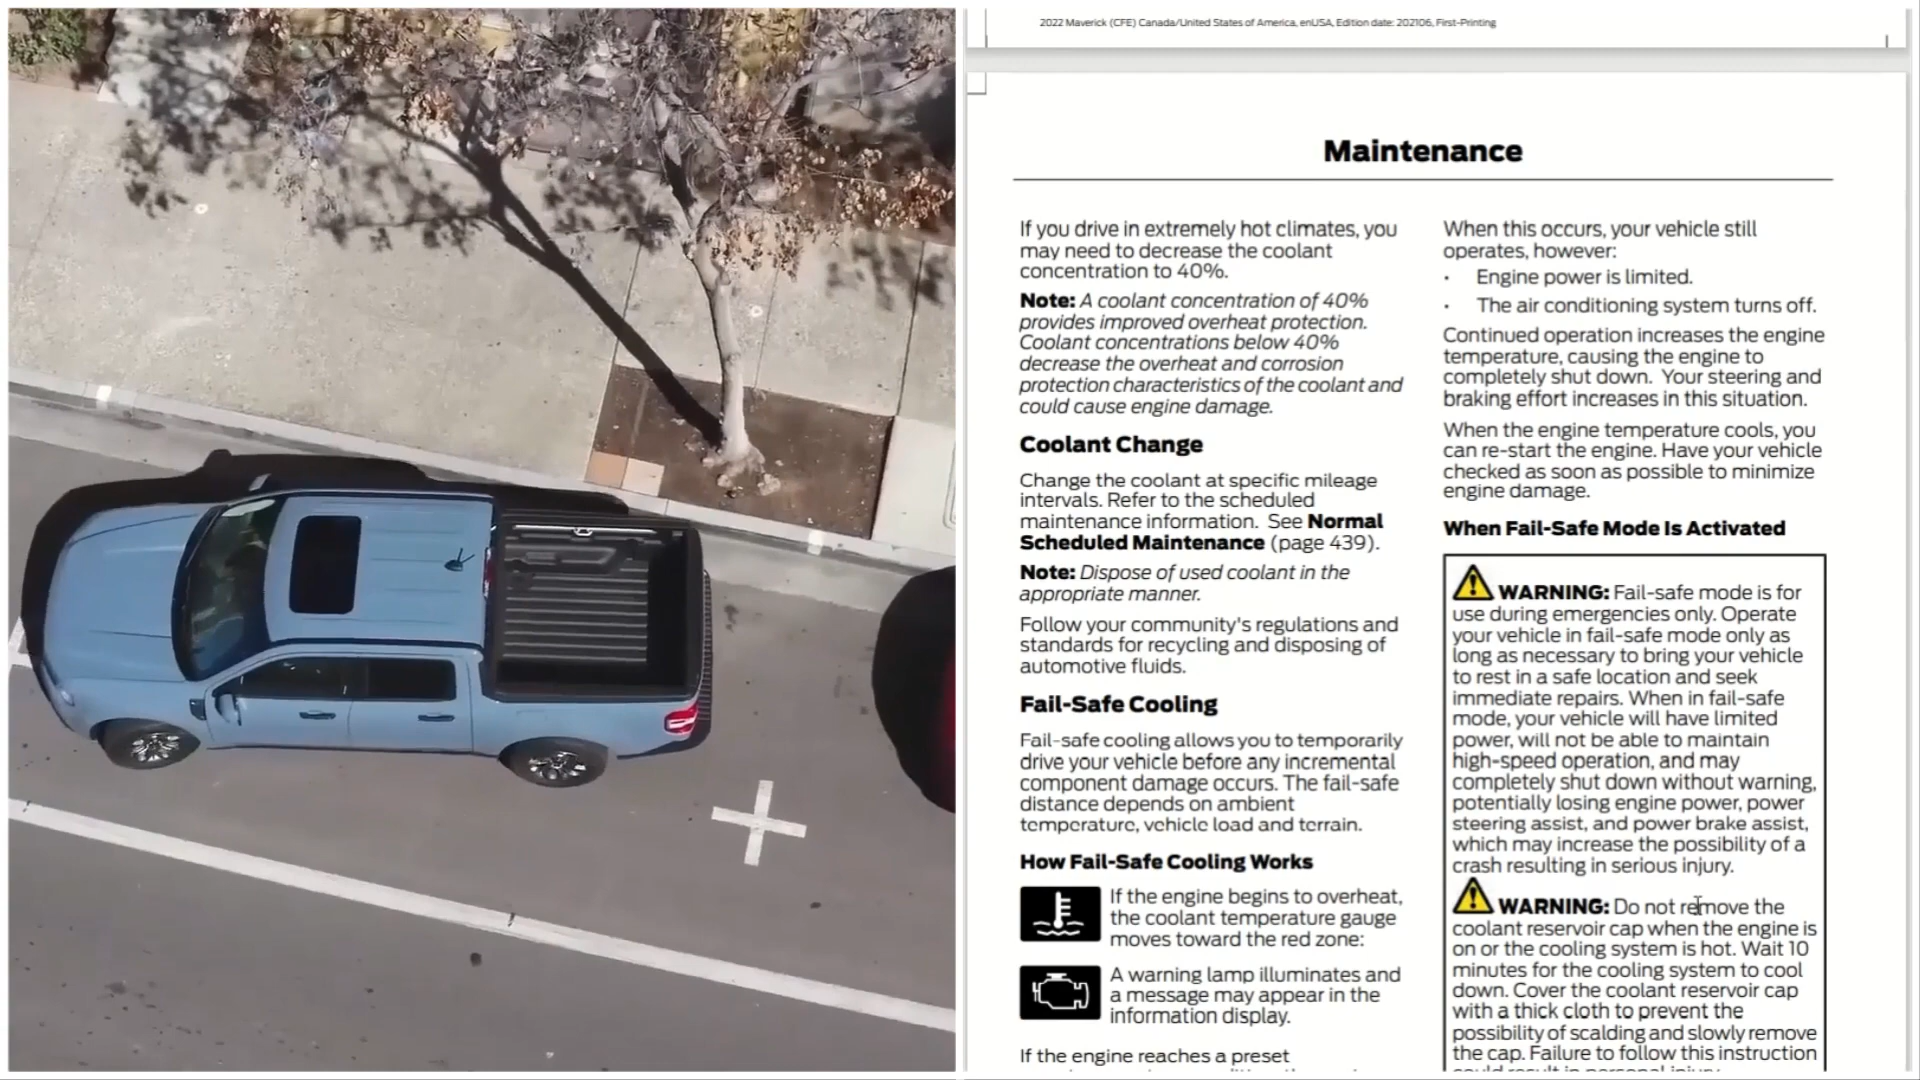 2022 Maverick (CFE) Canada/United States of America, enUSA, Edition date: 202106, First-Printing
Maintenance
If you drive in extremely hot climates, you
may need to decrease the coolant
concentration to 40%.
Note: A coolant concentration of 40%
provides improved overheat protection.
Coolant concentrations below 40%
decrease the overheat and corrosion
protection characteristics of the coolant and
could cause engine damage.
Coolant Change
Change the coolant at specific mileage
intervals. Refer to the scheduled
maintenance information. See Normal
Scheduled Maintenance (page 439).
Note: Dispose of used coolant in the
appropriate manner.
Follow your community's regulations and
standards for recycling and disposing of
automotive fluids.
Fail-Safe Cooling
Fail-safe cooling allows you to temporarily
drive your vehicle before any incremental
component damage occurs. The fail-safe
distance depends on ambient
temperature, vehicle load and terrain.
How Fail-Safe Cooling Works
If the engine begins to overheat,
the coolant temperature gauge
moves toward the red zone:
A warning lamp illuminates and
a message may appear in the
information display.
If the engine reaches a preset
When this occurs, your vehicle still
operates, however:
· Engine power is limited.
· The air conditioning system turns off.
Continued operation increases the engine
temperature, causing the engine to
completely shut down. Your steering and
braking effort increases in this situation.
When the engine temperature cools, you
can re-start the engine. Have your vehicle
checked as soon as possible to minimize
engine damage.
When Fail-Safe Mode Is Activated
WARNING: Fail-safe mode is for
use during emergencies only. Operate
your vehicle in fail-safe mode only as
long as necessary to bring your vehicle
to rest in a safe location and seek
immediate repairs. When in fail-safe
mode, your vehicle will have limited
power, will not be able to maintain
high-speed operation, and may
completely shut down without warning,
potentially losing engine power, power
steering assist, and power brake assist,
which may increase the possibility of a
crash resulting in serious injury.
WARNING: Do not remove the
coolant reservoir cap when the engine is
on or the cooling system is hot. Wait 10
minutes for the cooling system to cool
down. Cover the coolant reservoir cap
with a thick cloth to prevent the
possibility of scalding and slowly remove
the cap. Failure to follow this instruction
could result in personal injury.